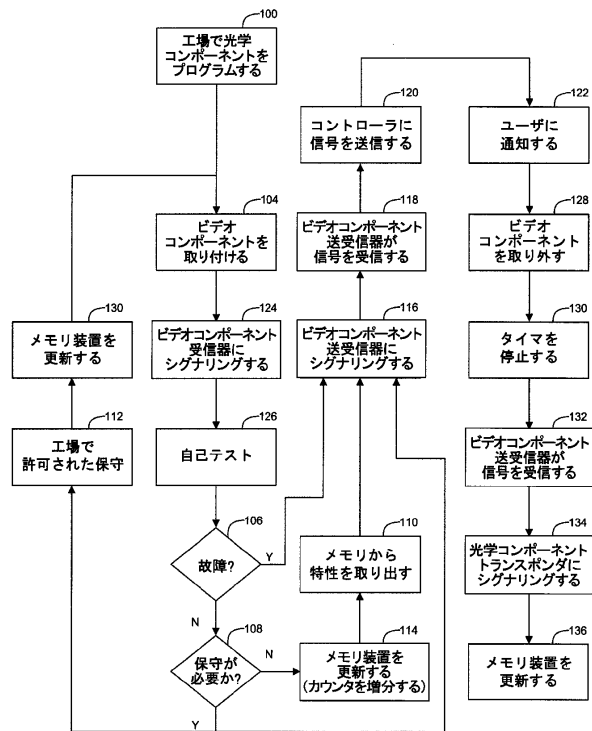 100
工場で光学
コンポーネントを
プログラムする
104
ビデオ
コンポーネントを
取り付ける
124
ビデオコンポーネント
受信器に
シグナリングする
126
自己テスト
106
故障?
Y
N
108
保守が
必要か?
N
Y
130
メモリ装置を
更新する
112
工場で
許可された保守
120
コントローラに
信号を送信する
118
ビデオコンポーネント
送受信器が
信号を受信する
116
ビデオコンポーネント
送受信器に
シグナリングする
110
メモリから
特性を取り出す
114
メモリ装置を
更新する
(カウンタを増分する)
122
ユーザに
通知する
128
ビデオ
コンポーネント
を取り外す
130
タイマを
停止する
132
ビデオコンポーネント
送受信器が
信号を受信する
134
光学コンポーネント
トランスポンダに
シグナリングする
136
メモリ装置を
更新する